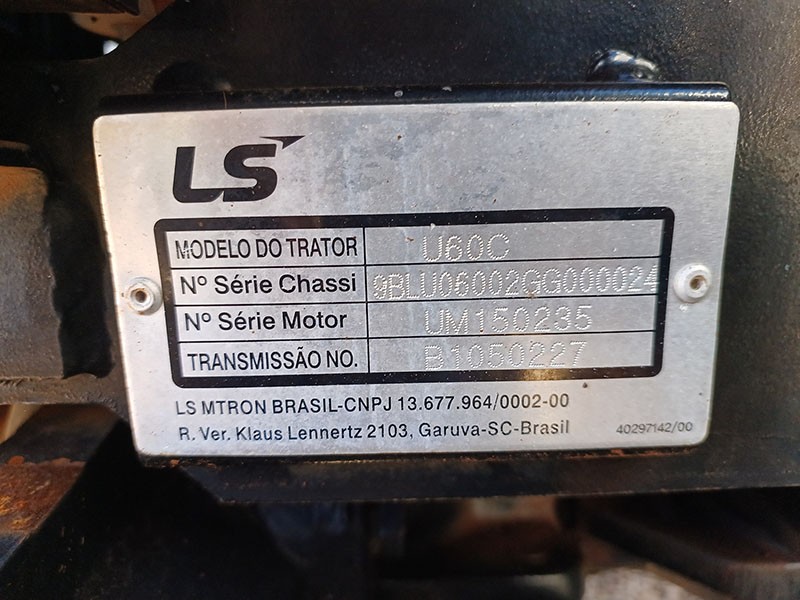 LS
MODELO DO TRATOR U60C
Nº Série Chassi 9BLU06002GG000024
Nº Série Motor UM150235
TRANSMISSÃO NO. B1050227
LS MTRON BRASIL-CNPJ 13.677.964/0002-00
R. Ver. Klaus Lennertz 2103, Garuva-SC-Brasil 40297142/00